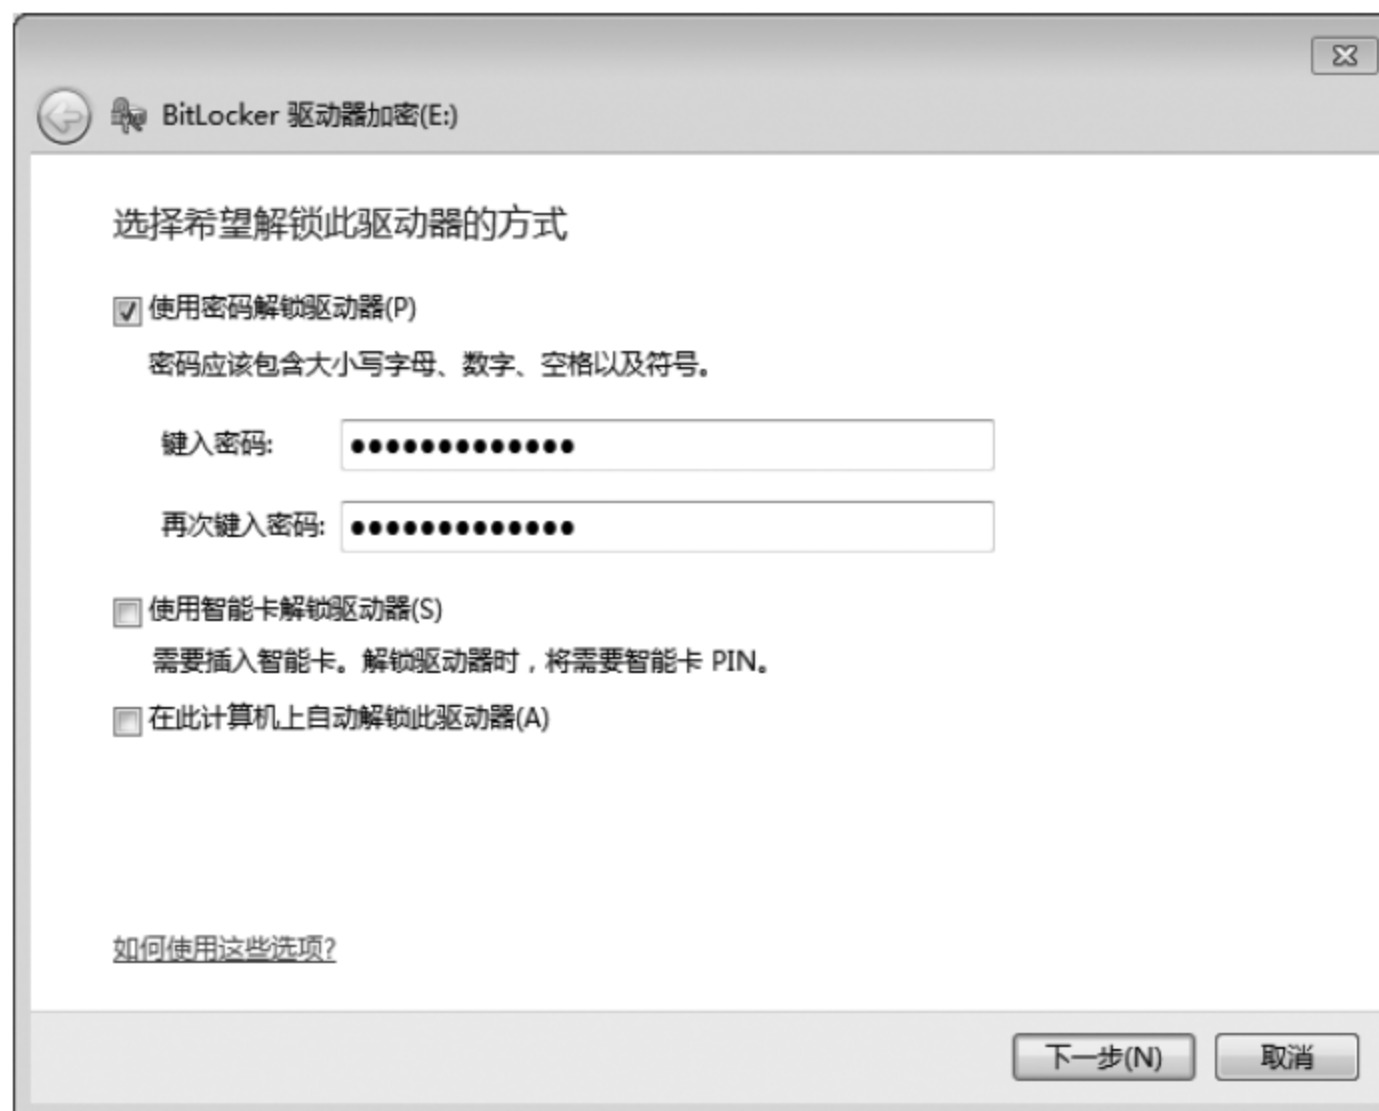 BitLocker 驱动器加密(E:)
选择希望解锁此驱动器的方式
使用密码解锁驱动器(P)
密码应该包含大小写字母、数字、空格以及符号。
键入密码: ●●●●●●●●●●●●●
再次键入密码: ●●●●●●●●●●●●●
使用智能卡解锁驱动器(S)
需要插入智能卡。解锁驱动器时，将需要智能卡 PIN。
在此计算机上自动解锁此驱动器(A)
如何使用这些选项?
下一步(N) 取消